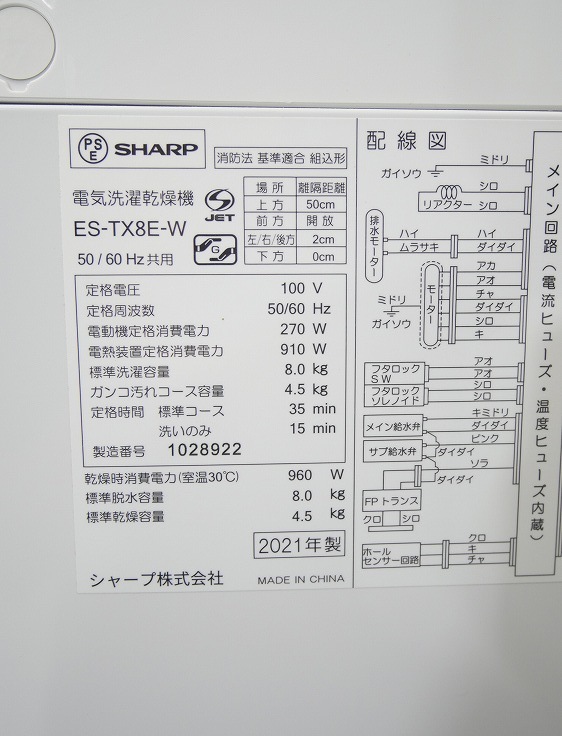 PS
E
SHARP
消防法 基準適合 組込形
電気洗濯乾燥機
ES-TX8E-W
50/60 Hz共用
JET
G
場所 離隔距離
上方 50cm
前方 開放
左/右/後方 2cm
下方 0cm
定格電圧 100 V
定格周波数 50/60 Hz
電動機定格消費電力 270 W
電熱装置定格消費電力 910 W
標準洗濯容量 8.0 kg
ガンコ汚れコース容量 4.5 kg
定格時間 標準コース 35 min
洗いのみ 15 min
製造番号 1028922
乾燥時消費電力(室温30℃) 960 W
標準脱水容量 8.0 kg
標準乾燥容量 4.5 kg
2021年製
シャープ株式会社
MADE IN CHINA
配線図
ミドリ
ガイソウ
シロ
リアクター シロ
排水モーター
ハイ ハイ
ムラサキ ダイダイ
モーター
アカ
アオ
チャ
ミドリ ダイダイ
ガイソウ シロ
キ
フタロック
SW
アオ
アオ
フタロック
ソレノイド
シロ
シロ
メイン給水弁
キミドリ
ダイダイ
サブ給水弁
ピンク
ダイダイ
ソラ
ダイダイ
FPトランス
クロ シロ
ホール
センサー回路
クロ
キ
チャ
メイン回路(電流ヒューズ・温度ヒューズ内蔵)